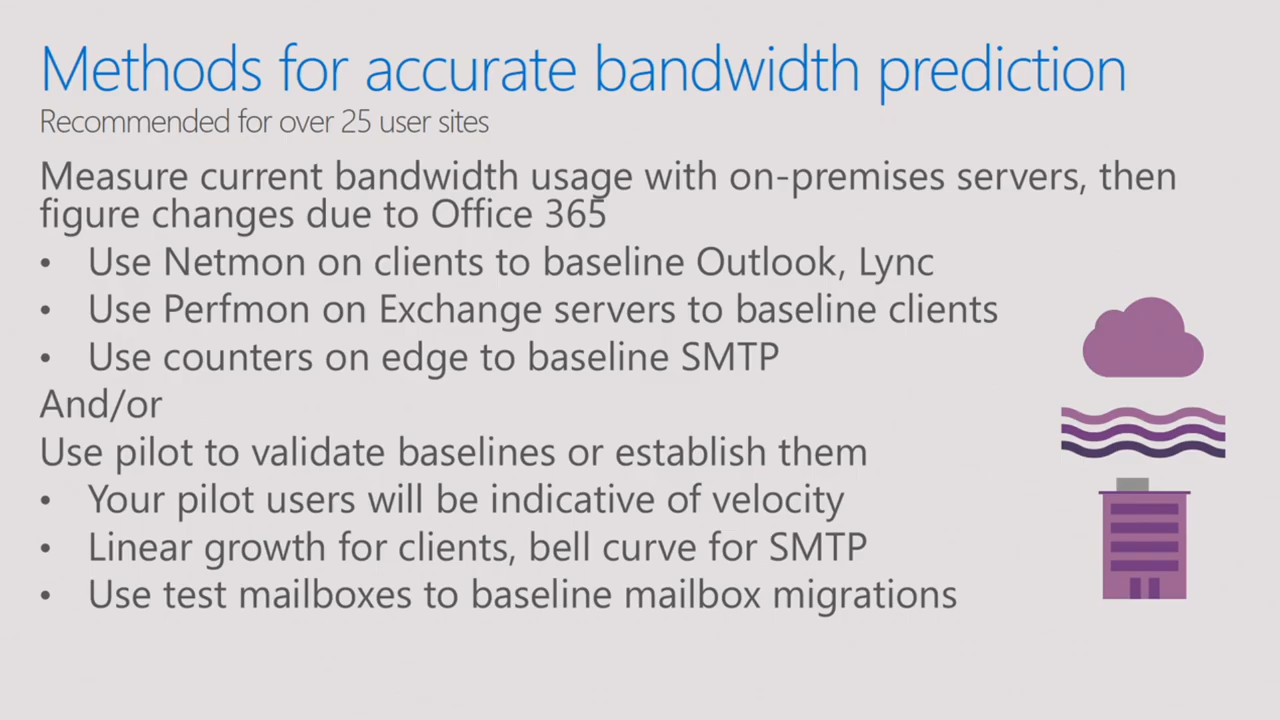 Methods for accurate bandwidth prediction
Recommended for over 25 user sites
Measure current bandwidth usage with on-premises servers, then
figure changes due to Office 365
• Use Netmon on clients to baseline Outlook, Lync
• Use Perfmon on Exchange servers to baseline clients
• Use counters on edge to baseline SMTP
And/or
Use pilot to validate baselines or establish them
• Your pilot users will be indicative of velocity
• Linear growth for clients, bell curve for SMTP
• Use test mailboxes to baseline mailbox migrations